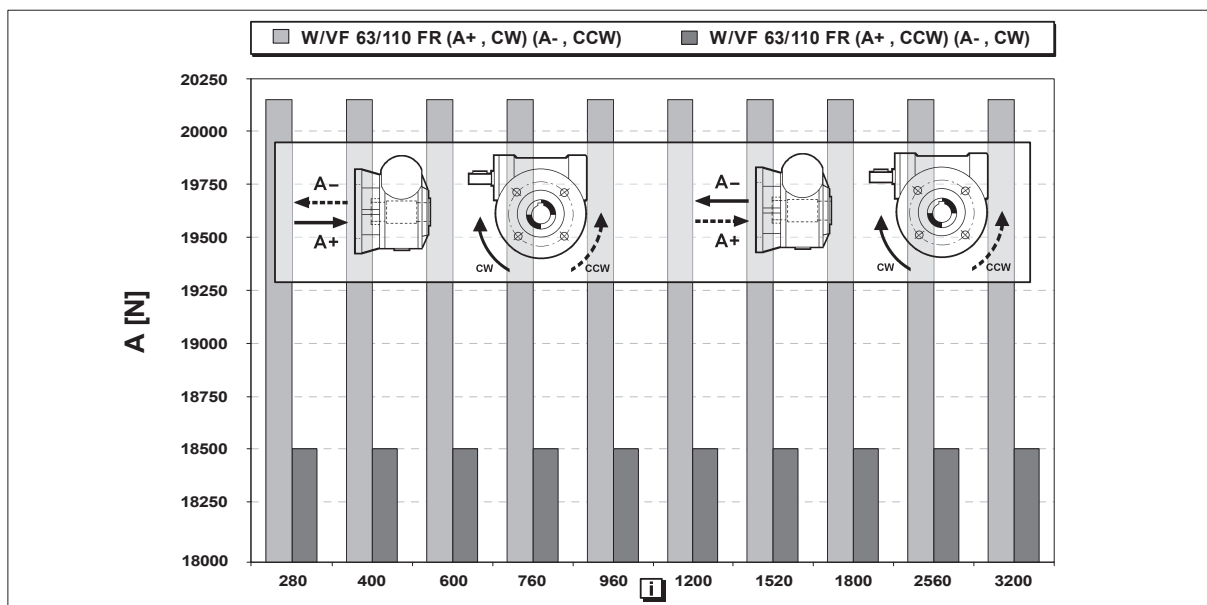 W/VF 63/110 FR (A+ , CW) (A- , CCW) W/VF 63/110 FR (A+ , CCW) (A- , CW)
20250
20000
19750
19500
19250
19000
18750
18500
18250
18000
A [N]
A–
A+
CW
CCW
A–
A+
CW
CCW
280 400 600 760 960 1200 1520 1800 2560 3200
i